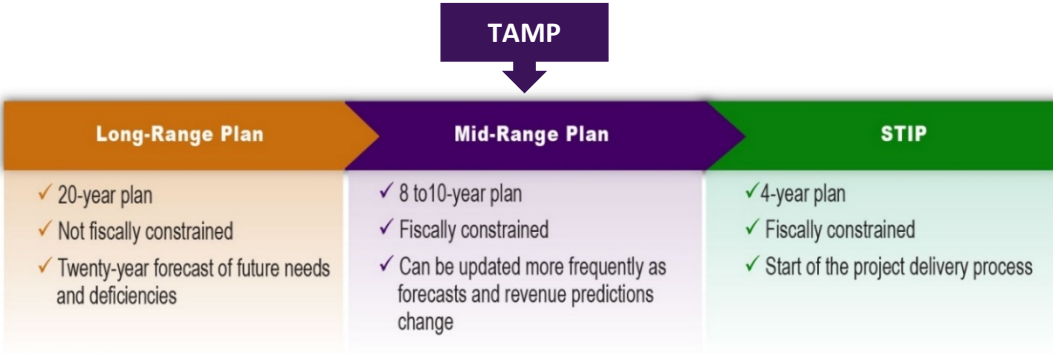 TAMP
Long-Range Plan
✓ 20-year plan
✓ Not fiscally constrained
✓ Twenty-year forecast of future needs
and deficiencies
Mid-Range Plan
✓ 8 to10-year plan
✓ Fiscally constrained
✓ Can be updated more frequently as
forecasts and revenue predictions
change
STIP
✓ 4-year plan
✓ Fiscally constrained
✓ Start of the project delivery process